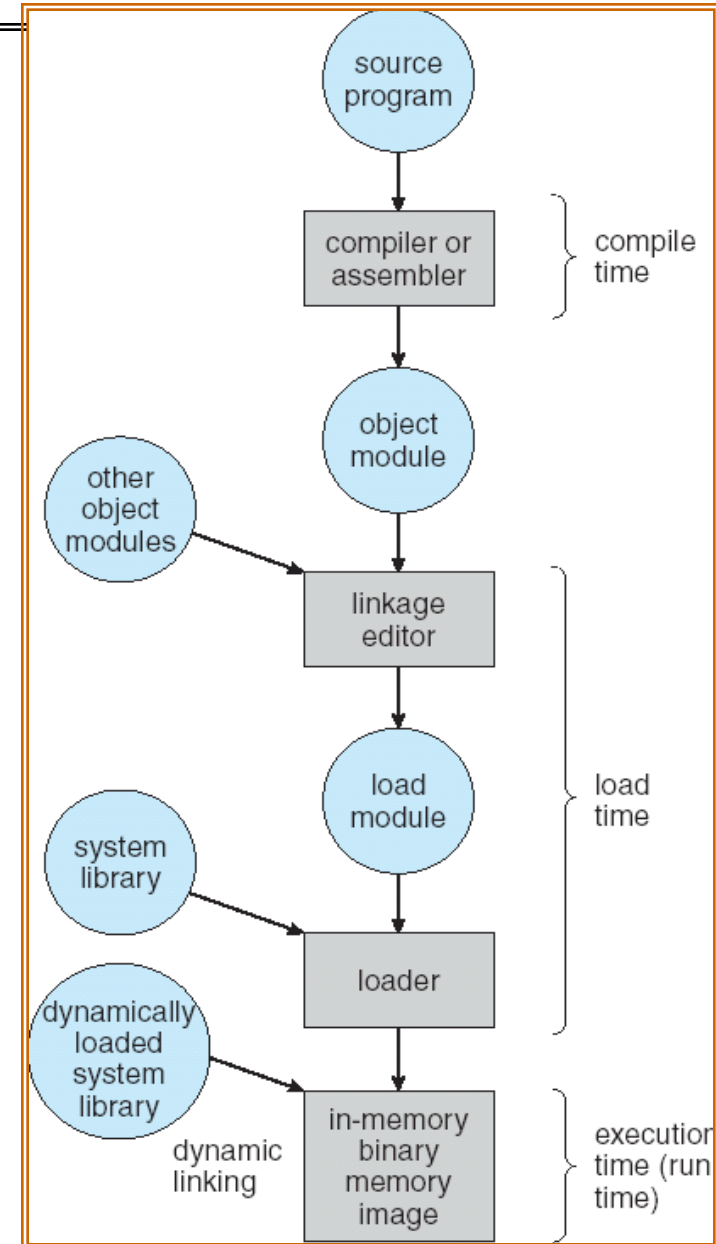 source
program
compiler or
assembler
compile
time
object
module
other
object
modules
linkage
editor
load
module
load
time
system
library
loader
dynamically
loaded
system
library
dynamic
linking
in-memory
binary
memory
image
execution
time (run
time)